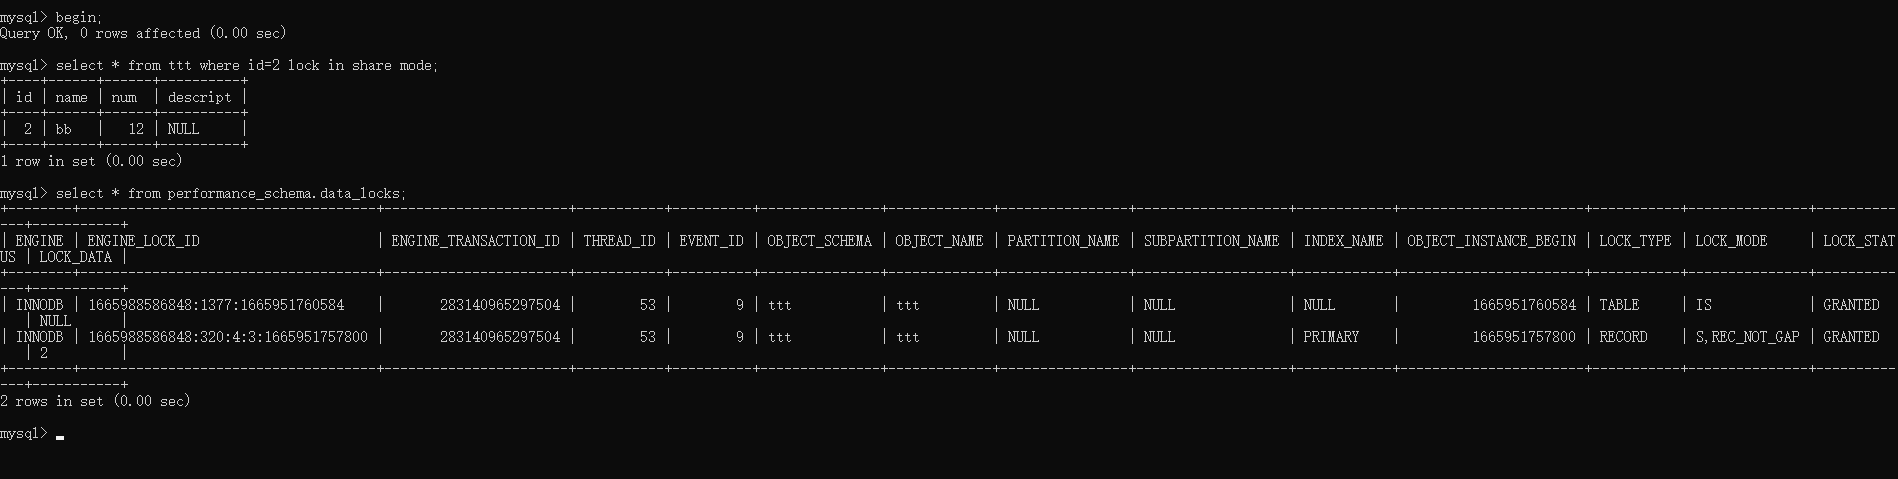 mysql> begin;
Query OK, 0 rows affected (0.00 sec)
mysql> select * from ttt where id=2 lock in share mode;
+----+------+------+----------+
| id | name | num  | descript |
+----+------+------+----------+
|  2 | bb   |   12 | NULL     |
+----+------+------+----------+
1 row in set (0.00 sec)
mysql> select * from performance_schema.data_locks;
+--------+-------------------------------------+-----------------------+-----------+----------+---------------+-------------+----------------+-------------------+------------+-----------------------+-----------+---------------+----------
---+-----------+
| ENGINE | ENGINE_LOCK_ID                      | ENGINE_TRANSACTION_ID | THREAD_ID | EVENT_ID | OBJECT_SCHEMA | OBJECT_NAME | PARTITION_NAME | SUBPARTITION_NAME | INDEX_NAME | OBJECT_INSTANCE_BEGIN | LOCK_TYPE | LOCK_MODE     | LOCK_STAT
US | LOCK_DATA |
+--------+-------------------------------------+-----------------------+-----------+----------+---------------+-------------+----------------+-------------------+------------+-----------------------+-----------+---------------+----------
---+-----------+
| INNODB | 1665988586848:1377:1665951760584    |       283140965297504 |        53 |        9 | ttt           | ttt         | NULL           | NULL              | NULL       |         1665951760584 | TABLE     | IS            | GRANTED
   | NULL      |
| INNODB | 1665988586848:320:4:3:1665951757800 |       283140965297504 |        53 |        9 | ttt           | ttt         | NULL           | NULL              | PRIMARY    |         1665951757800 | RECORD    | S,REC_NOT_GAP | GRANTED
   | 2         |
+--------+-------------------------------------+-----------------------+-----------+----------+---------------+-------------+----------------+-------------------+------------+-----------------------+-----------+---------------+----------
---+-----------+
2 rows in set (0.00 sec)
mysql>